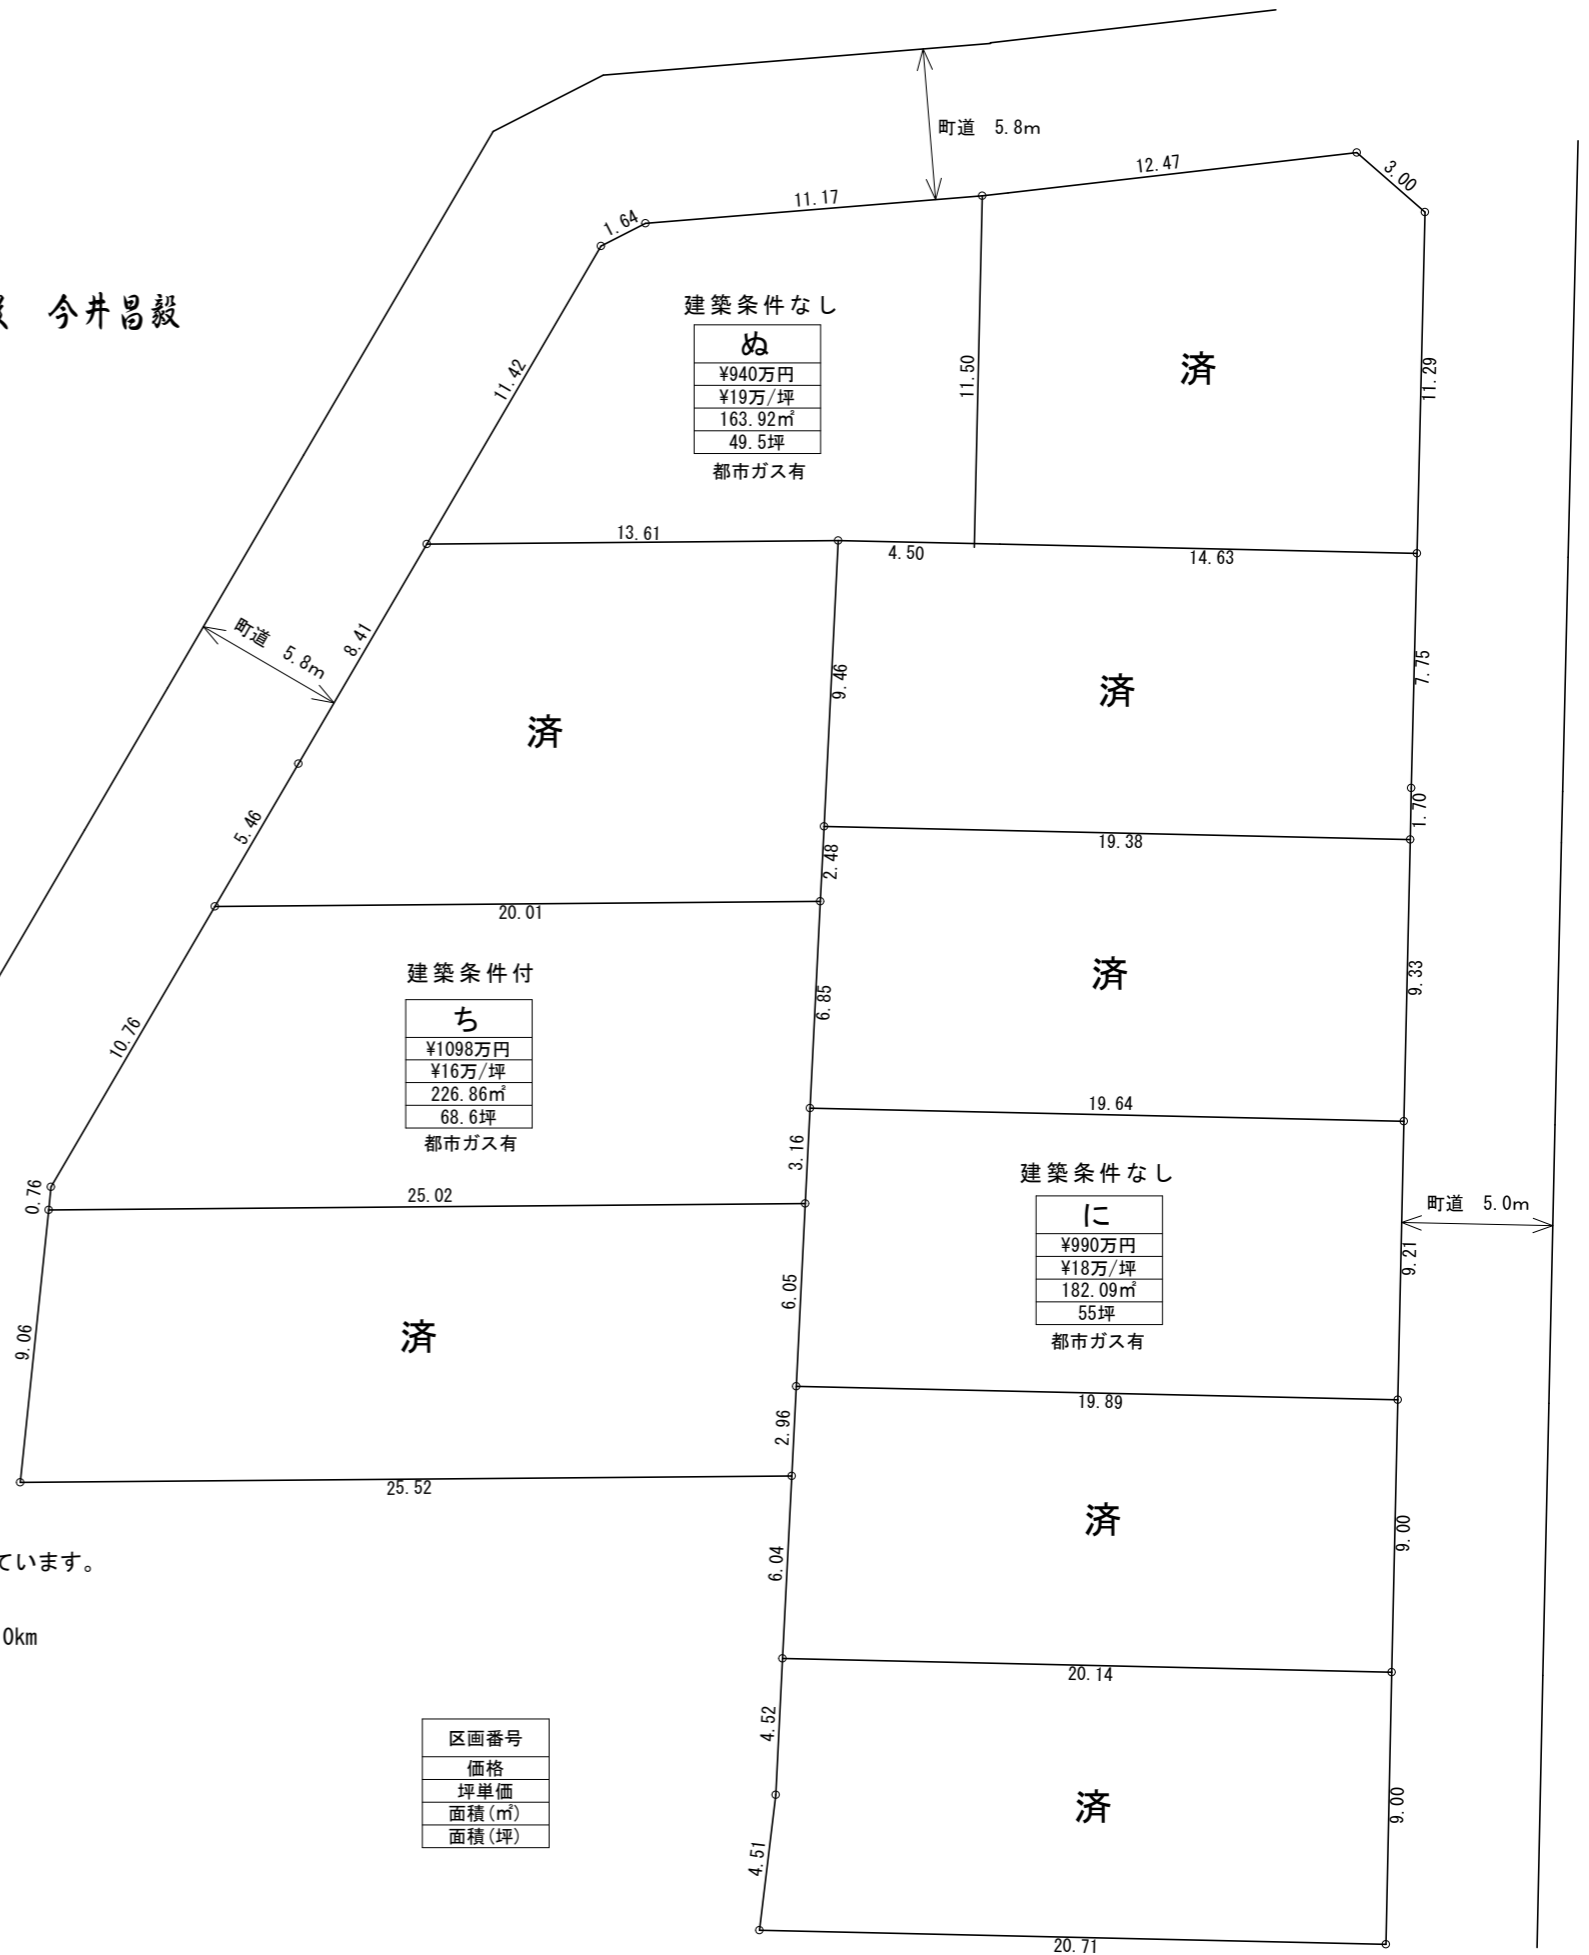 町道　5.8m
12.47
3.00
11.17
1.64
今井昌毅
建築条件なし
ぬ
¥940万円
¥19万/坪
163.92㎡
49.5坪
都市ガス有
11.42
11.50
済
11.29
13.61
4.50
14.63
町道　5.8m
8.41
9.46
済
済
7.75
5.46
1.70
19.38
2.48
20.01
建築条件付
ち
¥1098万円
¥16万/坪
226.86㎡
68.6坪
都市ガス有
10.76
6.85
済
9.33
19.64
3.16
0.76
25.02
建築条件なし
に
¥990万円
¥18万/坪
182.09㎡
55坪
都市ガス有
町道　5.0m
9.21
6.05
9.06
済
19.89
2.96
25.52
済
9.00
6.04
ています。
0km
20.14
4.52
区画番号
価格
坪単価
面積(㎡)
面積(坪)
済
9.00
4.51
20.71